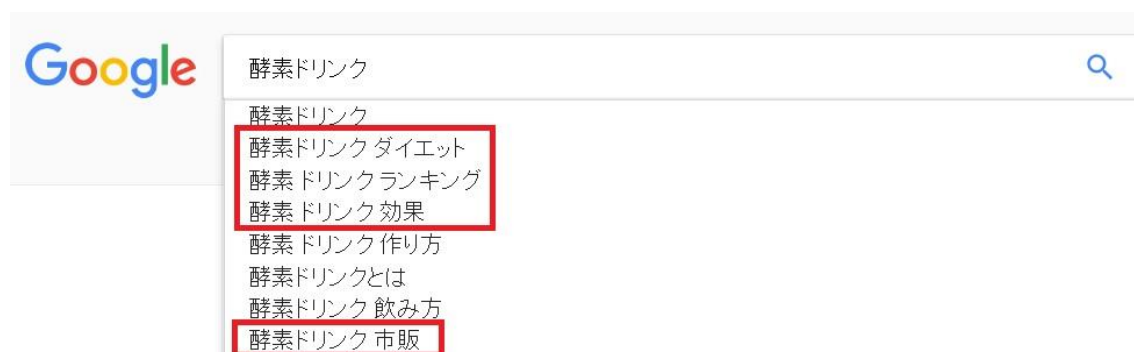 Google
酵素ドリンク
酵素ドリンク
酵素ドリンク ダイエット
酵素 ドリンク ランキング
酵素 ドリンク 効果
酵素 ドリンク 作り方
酵素ドリンクとは
酵素ドリンク 飲み方
酵素ドリンク 市販